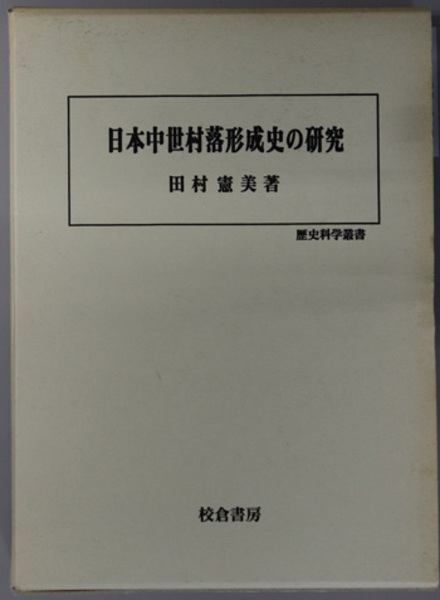 日本中世村落形成史の研究
田村憲美著
歴史科学叢書
校倉書房